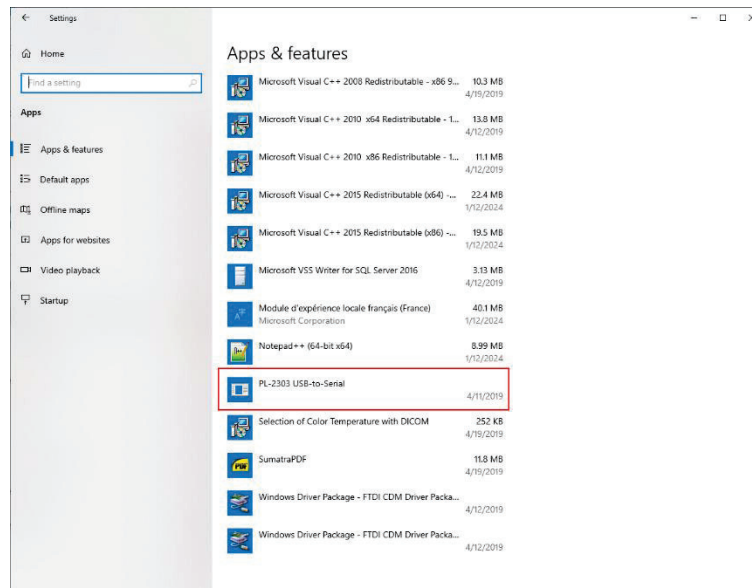 Settings
Home
Find a setting
Apps
Apps & features
Default apps
Offline maps
Apps for websites
Video playback
Startup
Apps & features
Microsoft Visual C++ 2008 Redistributable - x86 9... 10.3 MB
4/19/2019
Microsoft Visual C++ 2010 x64 Redistributable - 1... 13.8 MB
4/12/2019
Microsoft Visual C++ 2010 x86 Redistributable - 1... 11.1 MB
4/12/2019
Microsoft Visual C++ 2015 Redistributable (x64) -... 22.4 MB
1/12/2024
Microsoft Visual C++ 2015 Redistributable (x86) -... 19.5 MB
1/12/2024
Microsoft VSS Writer for SQL Server 2016 3.13 MB
4/12/2019
Module d'expérience locale français (France) 40.1 MB
Microsoft Corporation 1/12/2024
Notepad++ (64-bit x64) 8.99 MB
1/12/2024
PL-2303 USB-to-Serial
4/11/2019
Selection of Color Temperature with DICOM 252 KB
4/19/2019
SumatraPDF 11.8 MB
4/19/2019
Windows Driver Package - FTDI CDM Driver Packa...
4/12/2019
Windows Driver Package - FTDI CDM Driver Packa...
4/12/2019